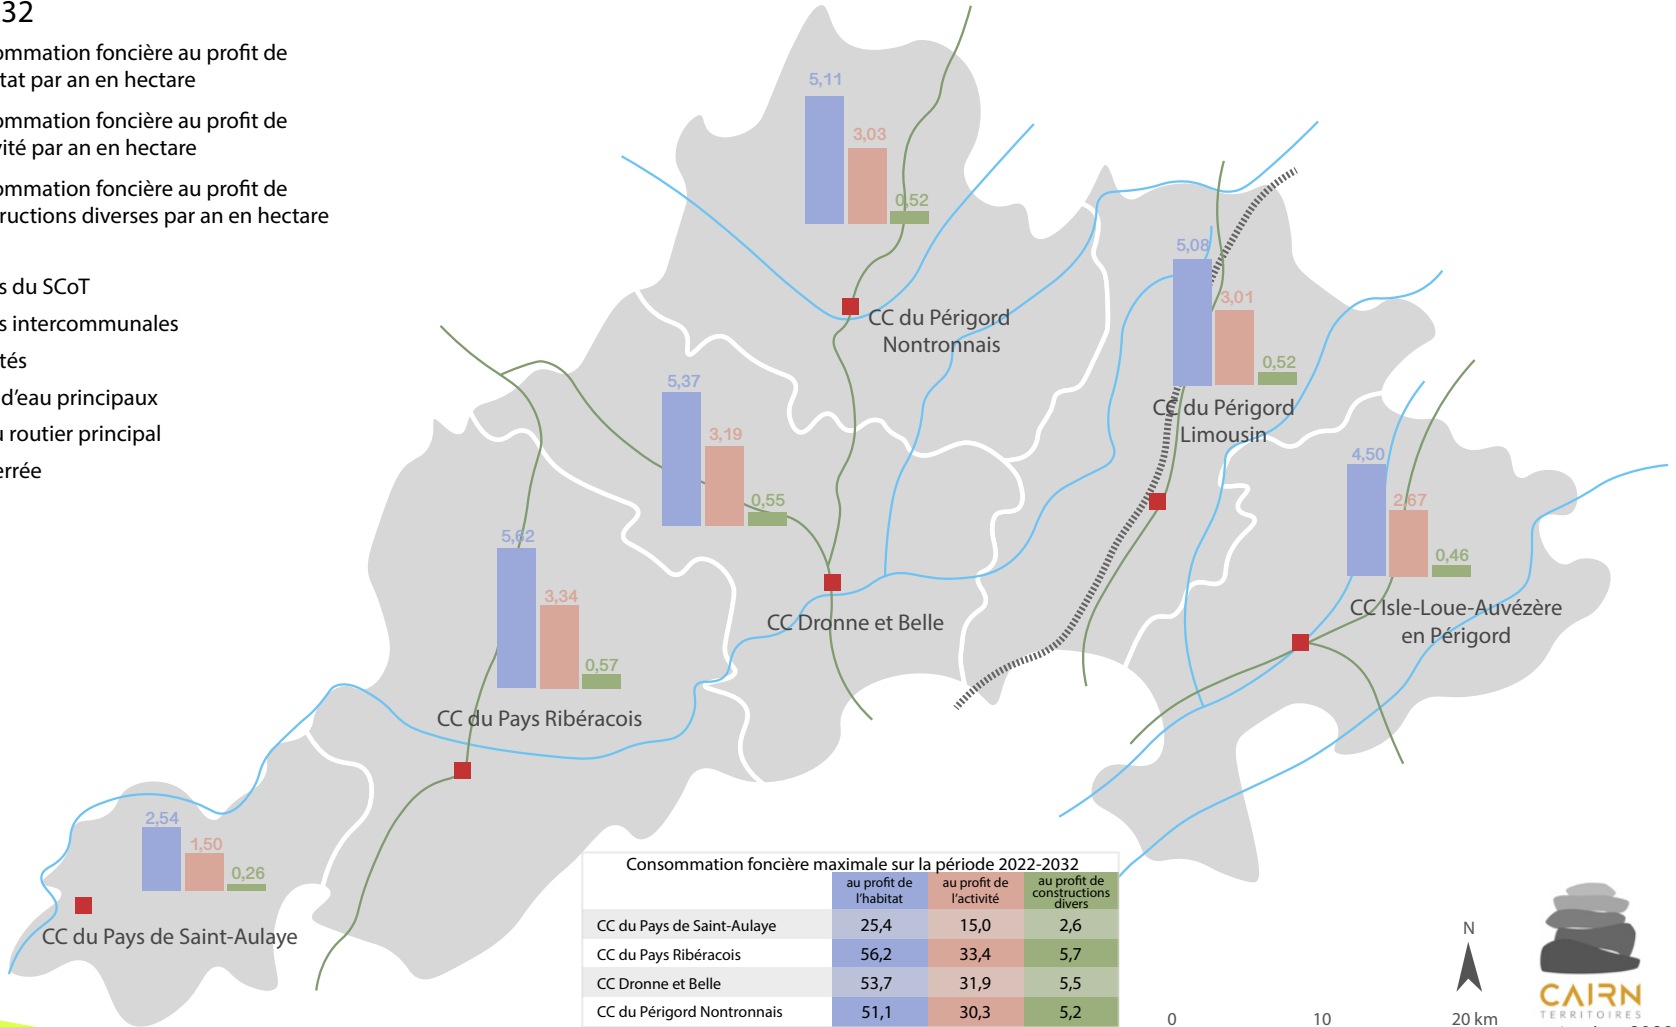 32
ommation foncière au profit de
tat par an en hectare
ommation foncière au profit de
vité par an en hectare
ommation foncière au profit de
tructions diverses par an en hectare
s du SCoT
s intercommunales
tés
d'eau principaux
u routier principal
errée
5,11
3,03
0,52
CC du Périgord
Nontronnais
5,08
3,01
0,52
CC du Périgord
Limousin
5,37
3,19
0,55
CC Dronne et Belle
4,50
2,67
0,46
CC Isle-Loue-Auvézère
en Périgord
5,62
3,34
0,57
CC du Pays Ribéracois
2,54
1,50
0,26
CC du Pays de Saint-Aulaye
Consommation foncière maximale sur la période 2022-2032
au profit de l'habitat
au profit de l'activité
au profit de constructions divers
CC du Pays de Saint-Aulaye 25,4 15,0 2,6
CC du Pays Ribéracois 56,2 33,4 5,7
CC Dronne et Belle 53,7 31,9 5,5
CC du Périgord Nontronnais 51,1 30,3 5,2
N
0 10 20 km
CAIRN
TERRITOIRES